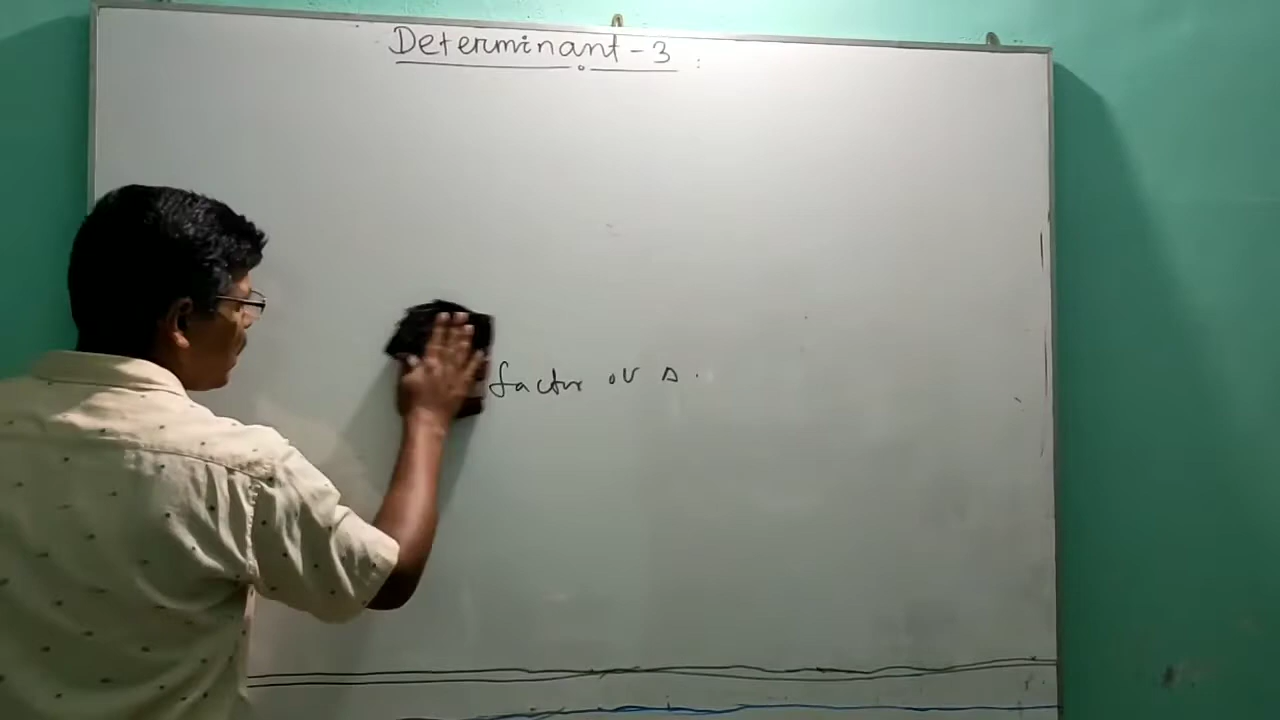 Determinant - 3
factor of Δ.